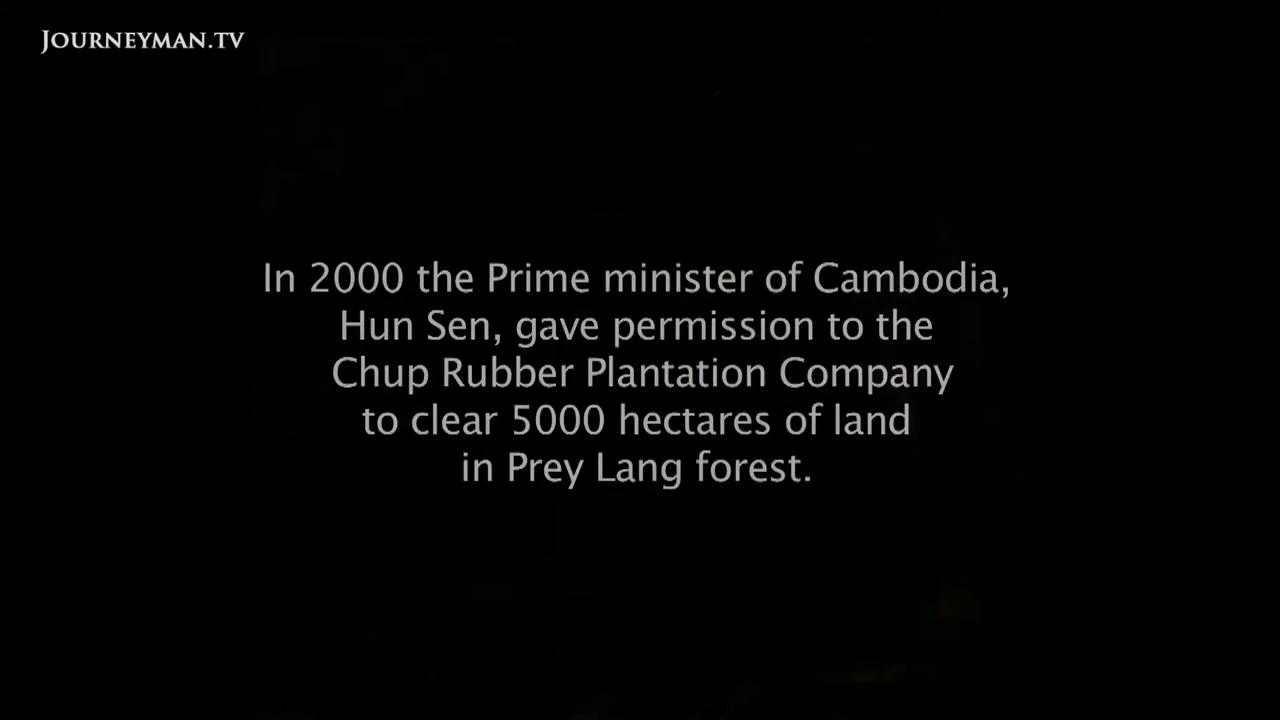 JOURNEYMAN.TV
In 2000 the Prime minister of Cambodia,
Hun Sen, gave permission to the
Chup Rubber Plantation Company
to clear 5000 hectares of land
in Prey Lang forest.